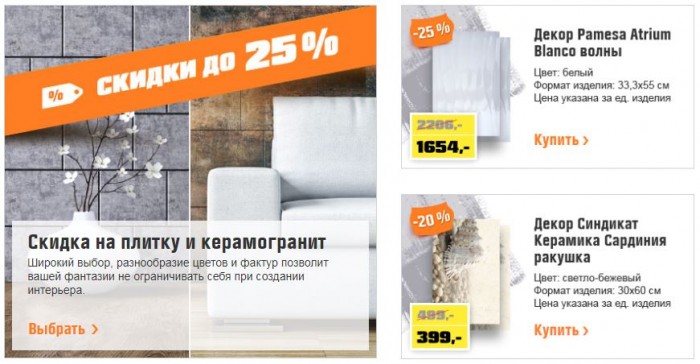 % скидки до 25%
Скидка на плитку и керамогранит
Широкий выбор, разнообразие цветов и фактур позволит
вашей фантазии не ограничивать себя при создании
интерьера.
Выбрать >
-25%
2206,-
1654,-
Декор Pamesa Atrium
Blanco волны
Цвет: белый
Формат изделия: 33,3х55 см
Цена указана за ед. изделия
Купить >
-20%
499,-
399,-
Декор Синдикат
Керамика Сардиния
ракушка
Цвет: светло-бежевый
Формат изделия: 30х60 см
Цена указана за ед. изделия
Купить >